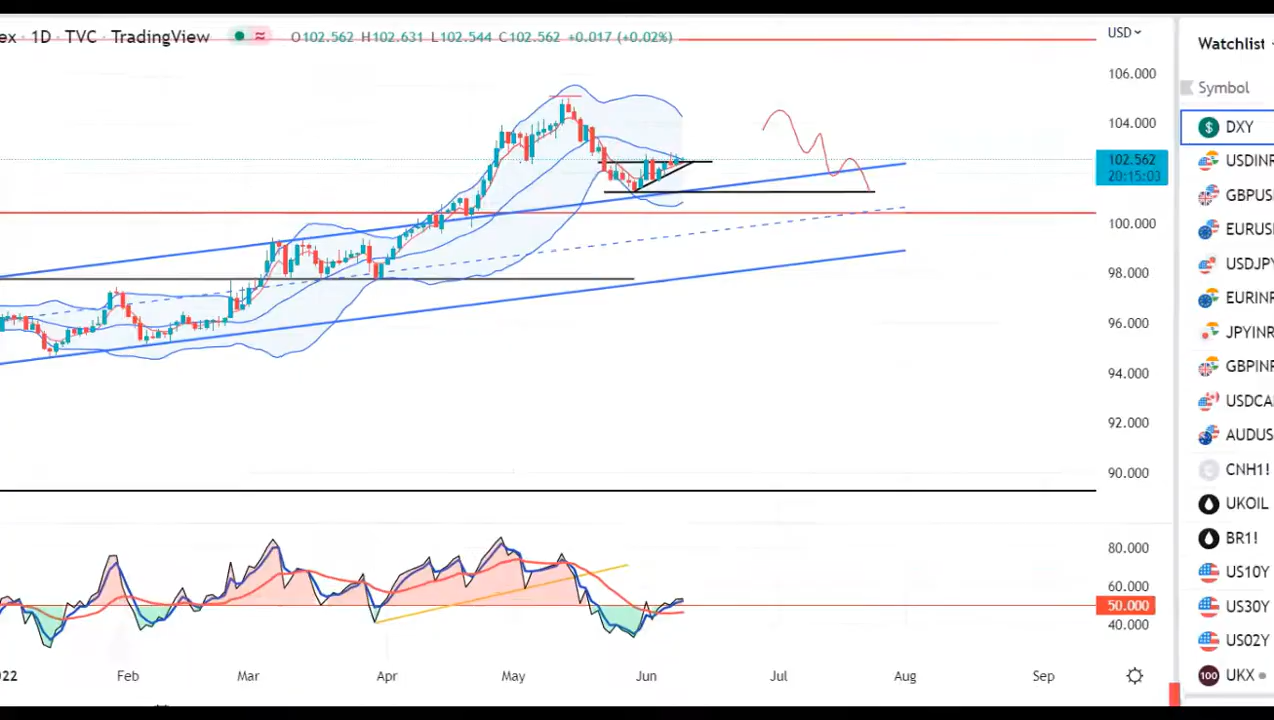 ex · 1D · TVC · TradingView O102.562 H102.631 L102.544 C102.562 +0.017 (+0.02%)
USD
106.000
104.000
102.562
20:15:03
100.000
98.000
96.000
94.000
92.000
90.000
80.000
60.000
50.000
40.000
022 Feb Mar Apr May Jun Jul Aug Sep
Watchlist
Symbol
$ DXY
USDINR
GBPUS
EURUS
USDJPY
EURINR
JPYINR
GBPINR
USDCA
AUDUS
CNH1!
UKOIL
BR1!
US10Y
US30Y
US02Y
100 UKX